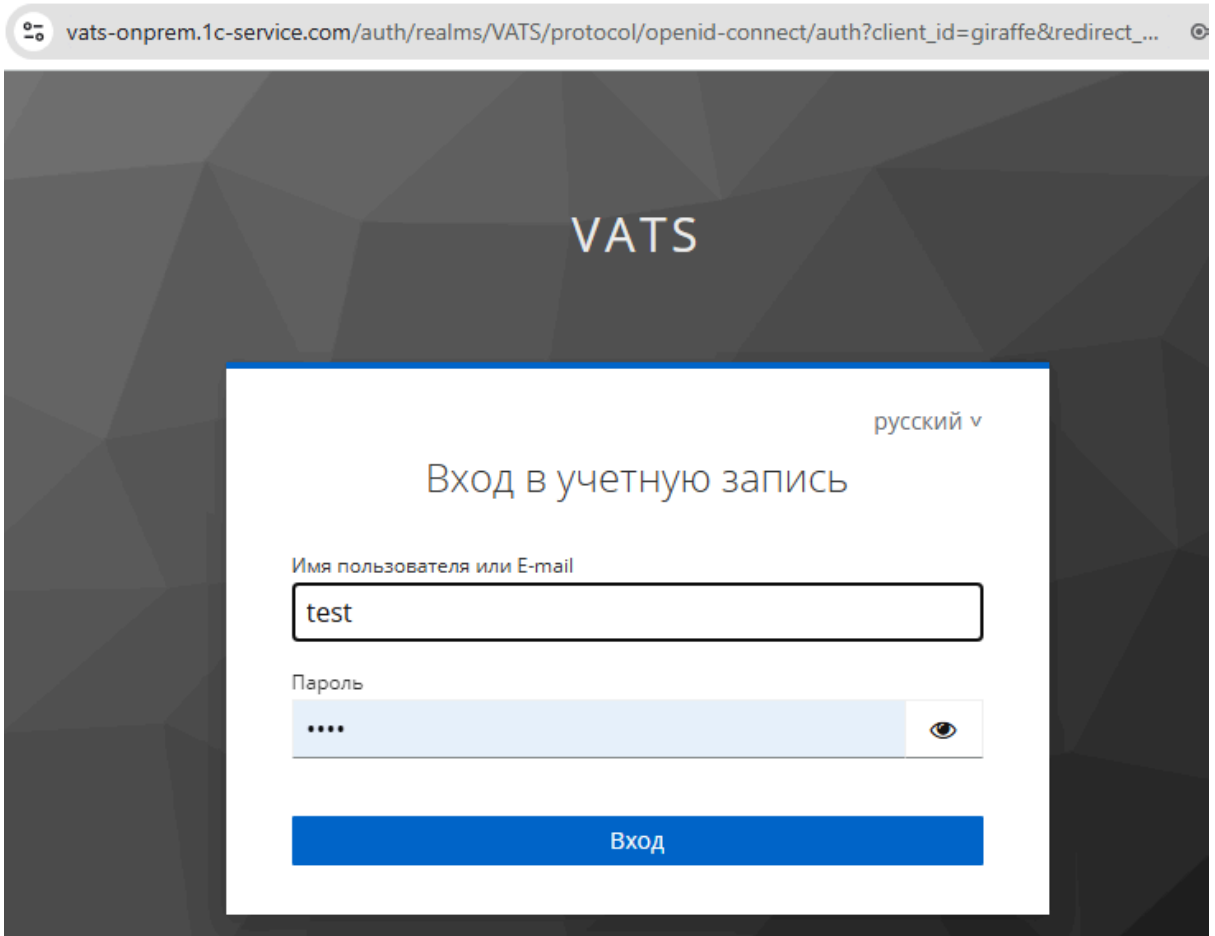 vats-onprem.1c-service.com/auth/realms/VATS/protocol/openid-connect/auth?client_id=giraffe&redirect_...
VATS
русский
Вход в учетную запись
Имя пользователя или E-mail
test
Пароль
••••
Вход